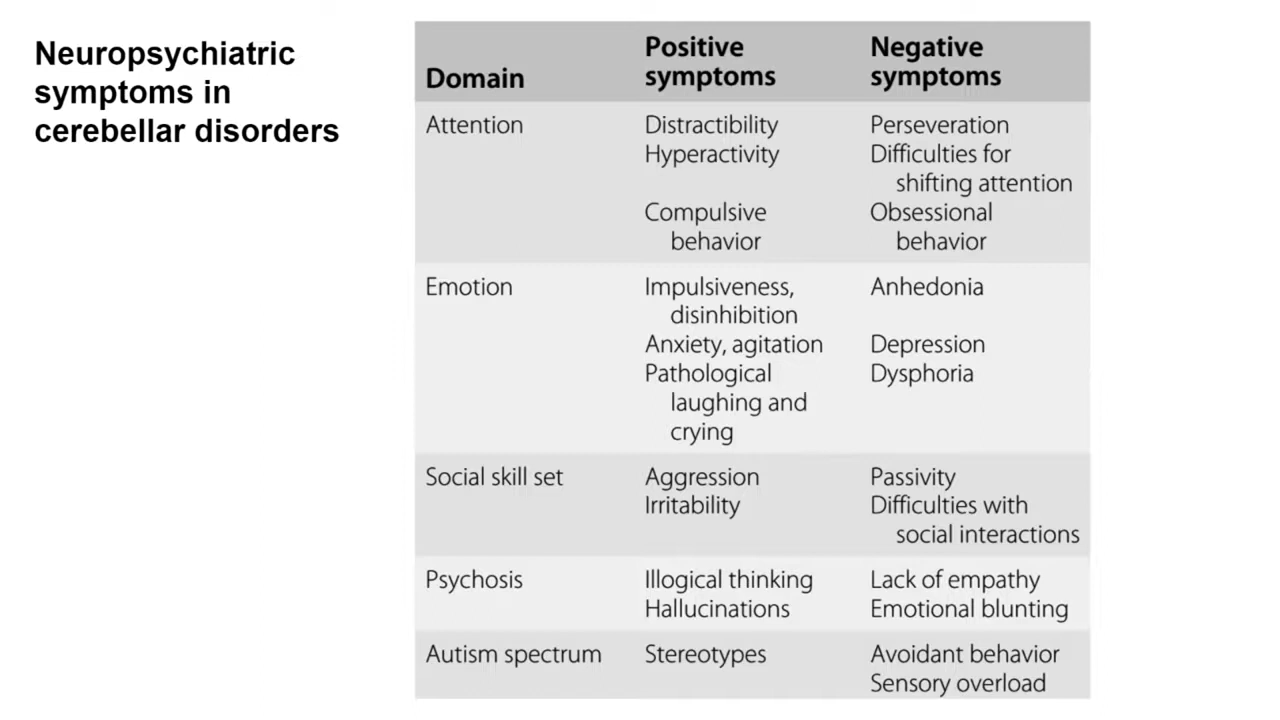 Neuropsychiatric
symptoms in
cerebellar disorders
Domain Positive symptoms Negative symptoms
Attention Distractibility Perseveration
Hyperactivity Difficulties for
shifting attention
Compulsive Obsessional
behavior behavior
Emotion Impulsiveness, Anhedonia
disinhibition
Anxiety, agitation Depression
Pathological Dysphoria
laughing and
crying
Social skill set Aggression Passivity
Irritability Difficulties with
social interactions
Psychosis Illogical thinking Lack of empathy
Hallucinations Emotional blunting
Autism spectrum Stereotypes Avoidant behavior
Sensory overload